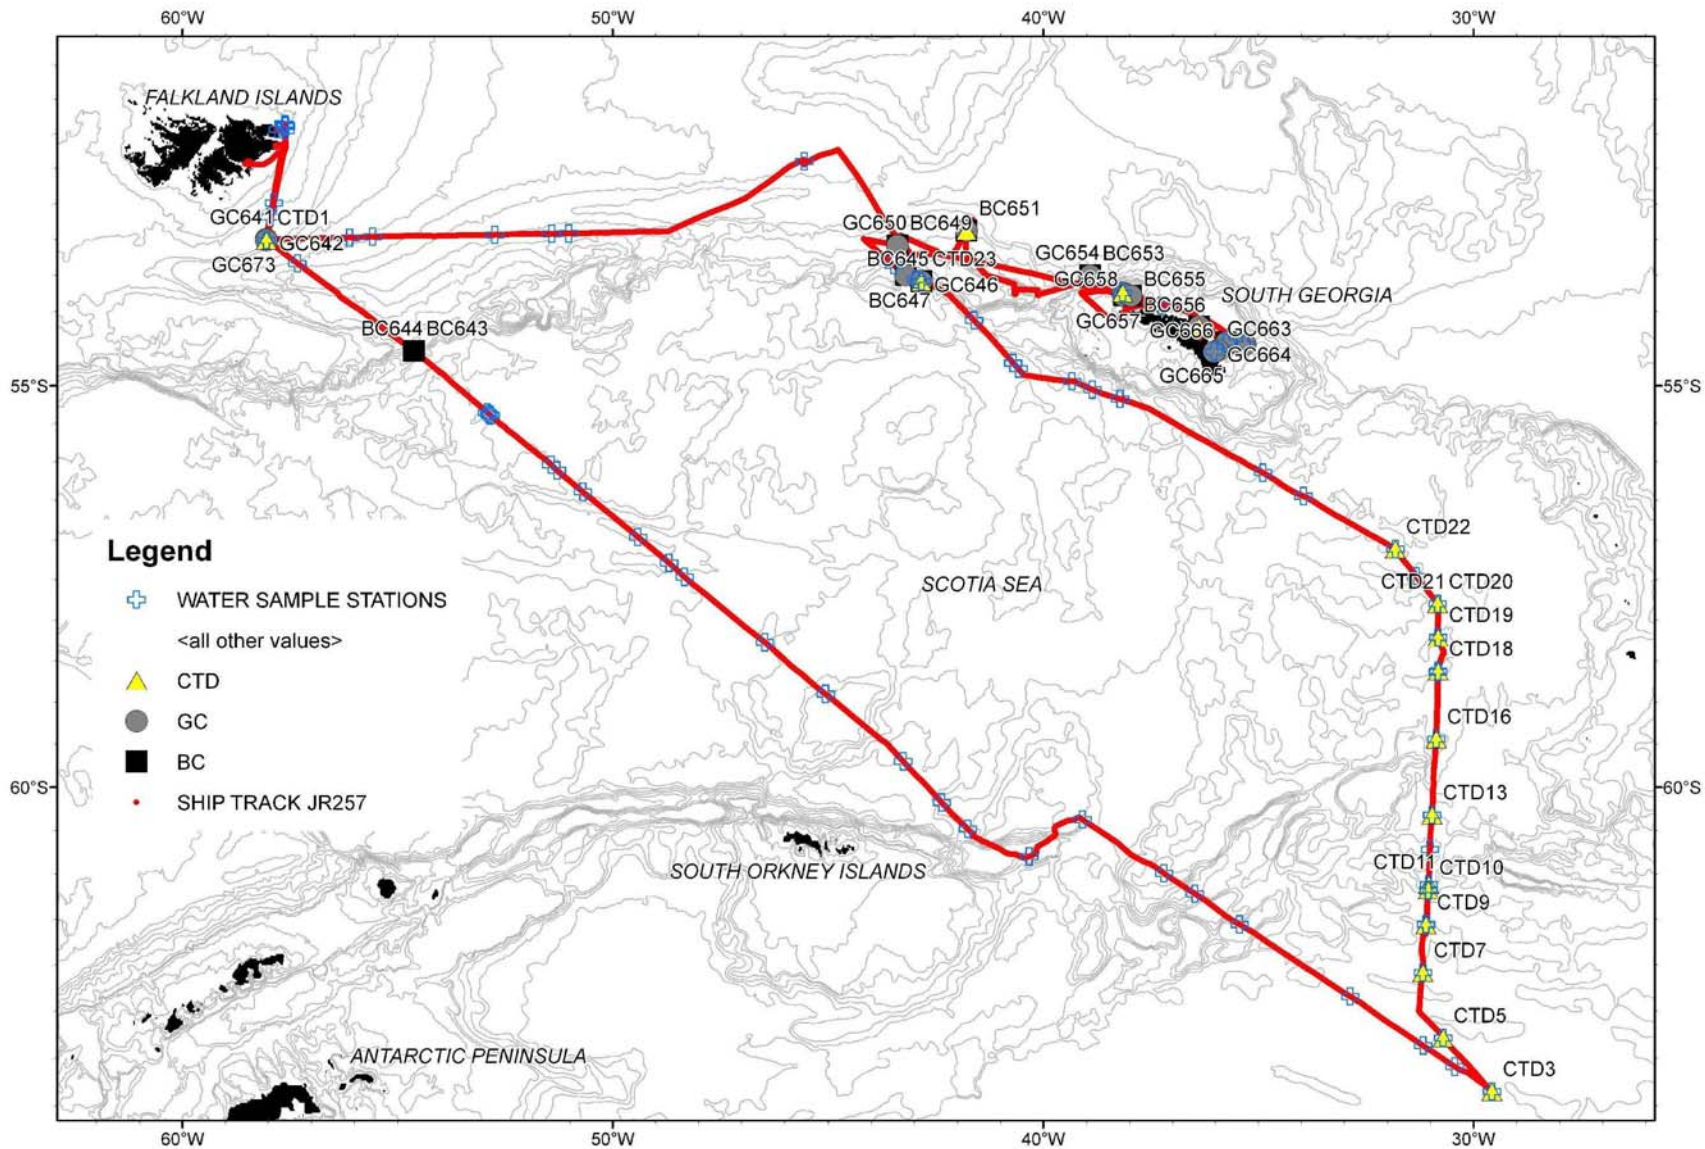 60°W 50°W 40°W 30°W
FALKLAND ISLANDS
GC641 CTD1
GC642
GC673
GC650 BC649 BC651
BC645 CTD23
GC646
BC647
GC654 BC653
GC658 BC655
BC656
GC657
SOUTH GEORGIA
GC666 GC663
GC664
GC665
BC644 BC643
55°S 55°S
CTD22
CTD21 CTD20
CTD19
CTD18
CTD16
CTD13
CTD11 CTD10
CTD9
CTD7
CTD5
CTD3
SCOTIA SEA
Legend
WATER SAMPLE STATIONS
<all other values>
CTD
GC
BC
SHIP TRACK JR257
60°S 60°S
SOUTH ORKNEY ISLANDS
ANTARCTIC PENINSULA
60°W 50°W 40°W 30°W